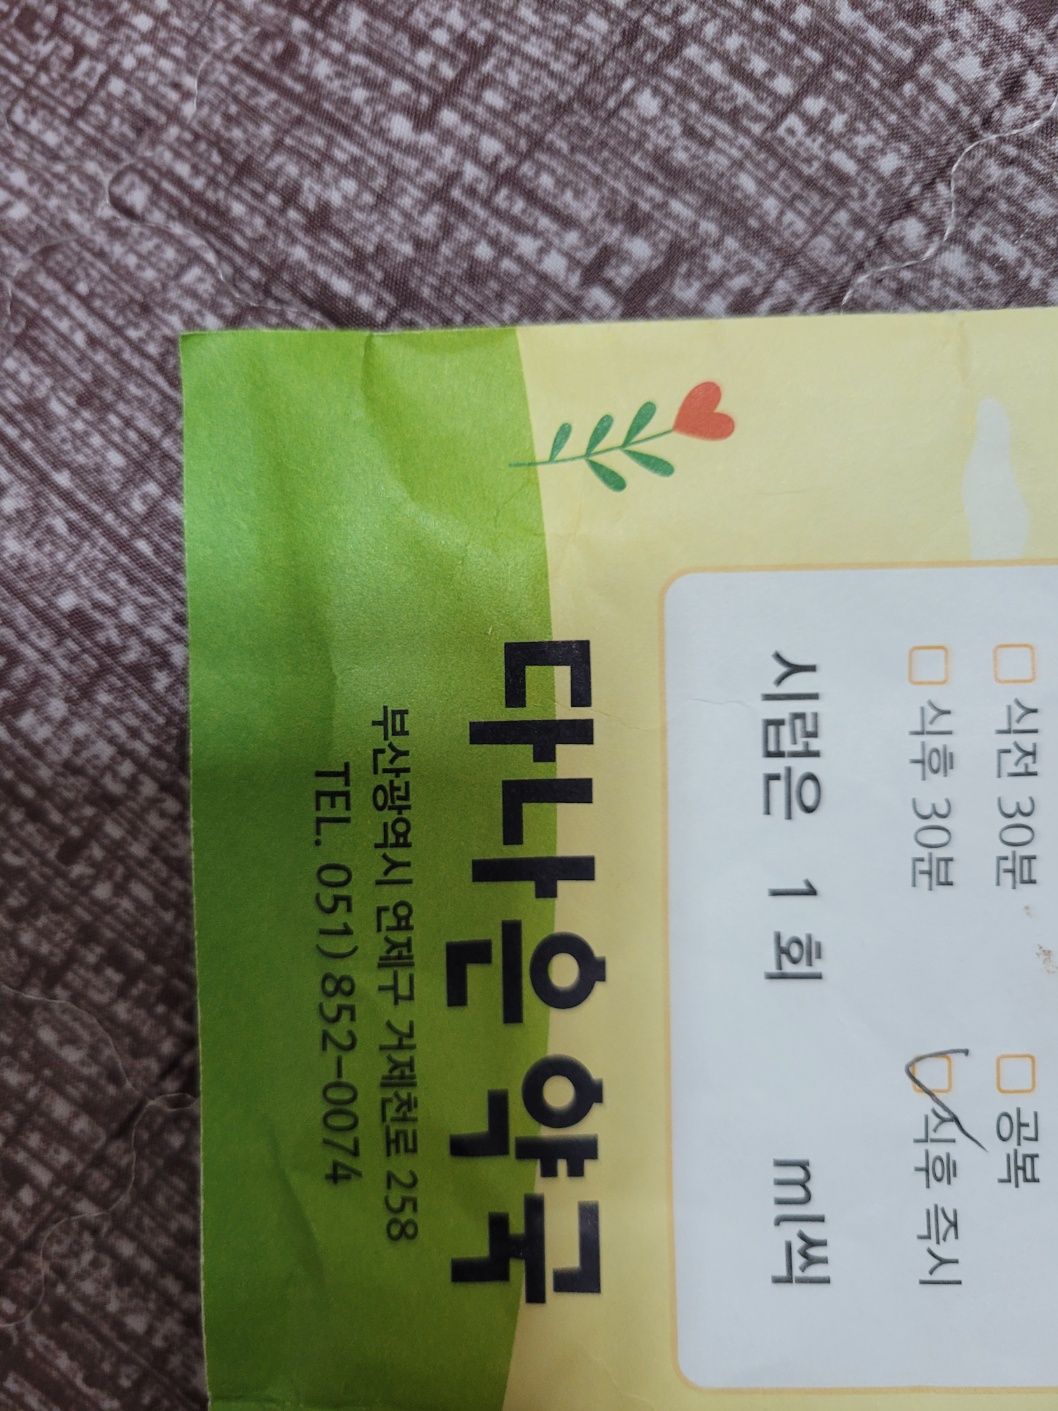 식전 30분 공복
식후 30분 식후 즉시
시럽은 1 회 ml씩
다나은약국
부산광역시 연제구 거제천로 258
TEL. 051) 852-0074